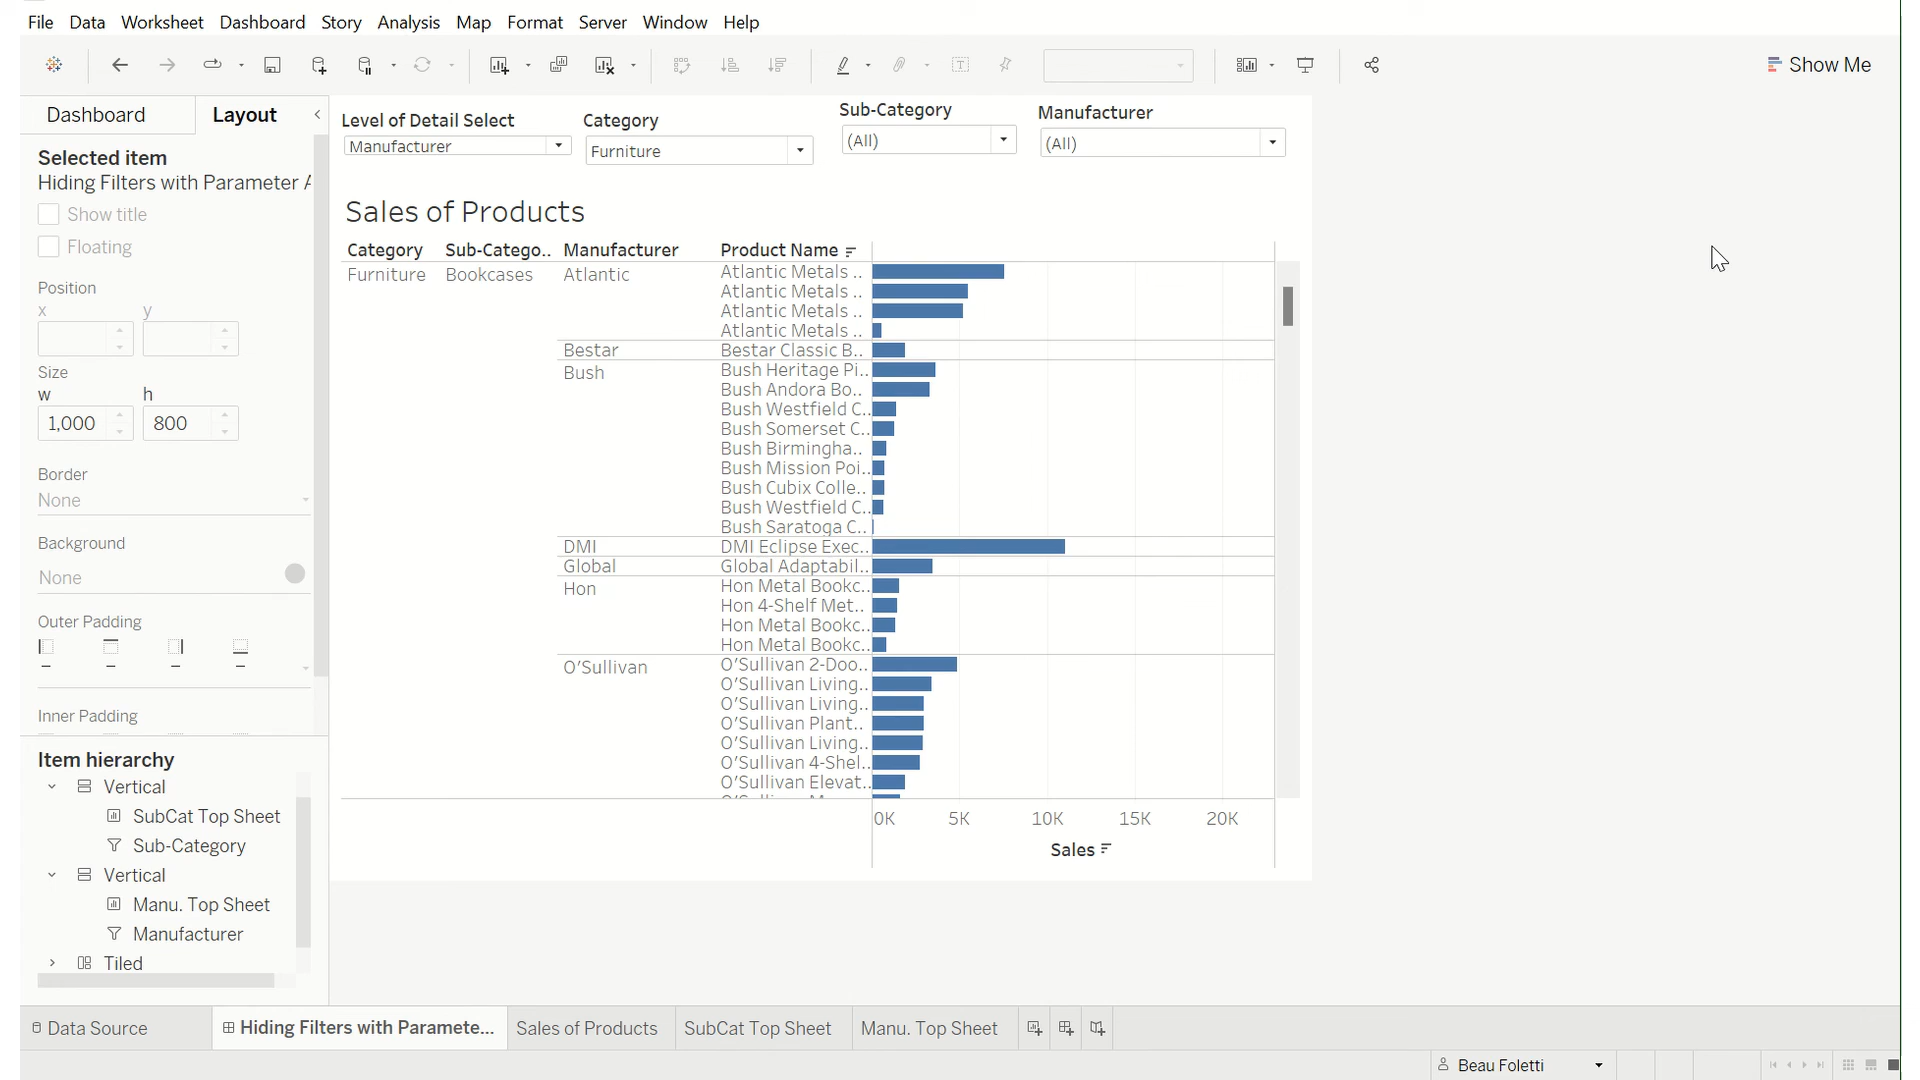 File Data Worksheet Dashboard Story Analysis Map Format Server Window Help
Show Me
Dashboard Layout
Selected item
Hiding Filters with Parameter
Show title
Floating
Position
x y
Size
w h
1,000 800
Border
None
Background
None
Outer Padding
Inner Padding
Item hierarchy
Vertical
SubCat Top Sheet
Sub-Category
Vertical
Manu. Top Sheet
Manufacturer
Tiled
Level of Detail Select Category Sub-Category Manufacturer
Manufacturer Furniture (All) (All)
Sales of Products
Category Sub-Catego.. Manufacturer Product Name
Furniture Bookcases Atlantic Atlantic Metals ..
Atlantic Metals ..
Atlantic Metals ..
Atlantic Metals ..
Bestar Bestar Classic B..
Bush Bush Heritage Pi..
Bush Andora Bo..
Bush Westfield C..
Bush Somerset C..
Bush Birmingha..
Bush Mission Poi..
Bush Cubix Colle..
Bush Westfield C..
Bush Saratoga C..
DMI DMI Eclipse Exec..
Global Global Adaptabil..
Hon Hon Metal Bookc..
Hon 4-Shelf Met..
Hon Metal Bookc..
Hon Metal Bookc..
O'Sullivan O'Sullivan 2-Doo..
O'Sullivan Living..
O'Sullivan Living..
O'Sullivan Plant..
O'Sullivan Living..
O'Sullivan 4-Shel..
O'Sullivan Elevat..
0K 5K 10K 15K 20K
Sales
Data Source Hiding Filters with Paramete... Sales of Products SubCat Top Sheet Manu. Top Sheet
Beau Foletti